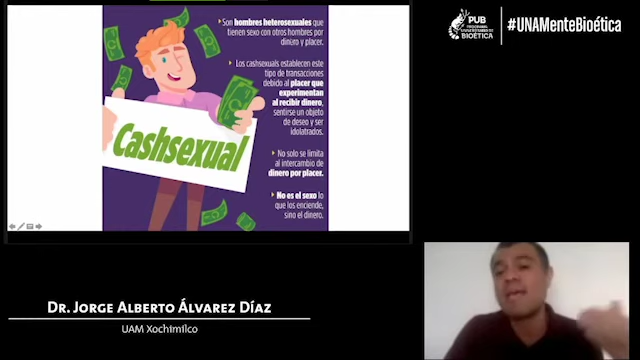 Son hombres heterosexuales que
tienen sexo con otros hombres por
dinero y placer.
Los cashsexuals establecen este
tipo de transacciones
debido al placer que
experimentan
al recibir dinero,
sentirse un objeto
de deseo y ser
idolatrados.
No solo se limita
al intercambio de
dinero por placer.
No es el sexo lo
que los enciende,
sino el dinero.
Cashsexual
PUB
PROGRAMA
UNIVERSITARIO DE
BIOÉTICA
#UNAMenteBioética
DR. JORGE ALBERTO ÁLVAREZ DÍAZ
UAM Xochimilco